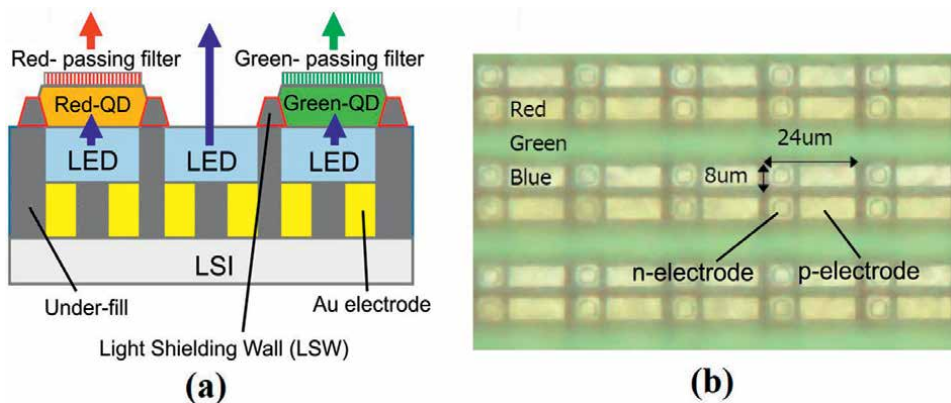 Red- passing filter
Green- passing filter
Red-QD
Green-QD
LED
LED
LED
LSI
Under-fill
Au electrode
Light Shielding Wall (LSW)
(a)
Red
Green
Blue
24um
8um
n-electrode
p-electrode
(b)